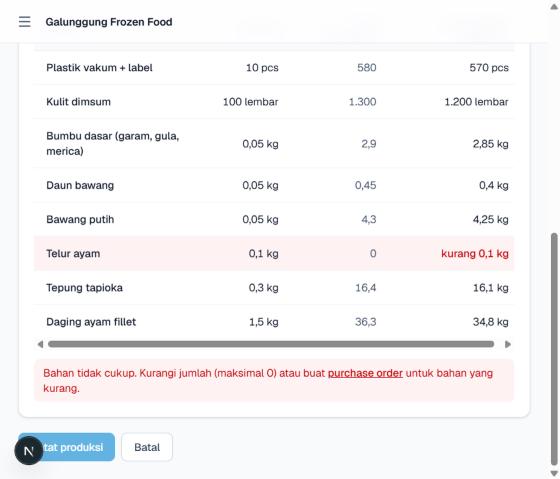 Galunggung Frozen Food
Plastik vakum + label 10 pcs 580 570 pcs
Kulit dimsum 100 lembar 1.300 1.200 lembar
Bumbu dasar (garam, gula, merica) 0,05 kg 2,9 2,85 kg
Daun bawang 0,05 kg 0,45 0,4 kg
Bawang putih 0,05 kg 4,3 4,25 kg
Telur ayam 0,1 kg 0 kurang 0,1 kg
Tepung tapioka 0,3 kg 16,4 16,1 kg
Daging ayam fillet 1,5 kg 36,3 34,8 kg
Bahan tidak cukup. Kurangi jumlah (maksimal 0) atau buat purchase order untuk bahan yang
kurang.
N tat produksi Batal